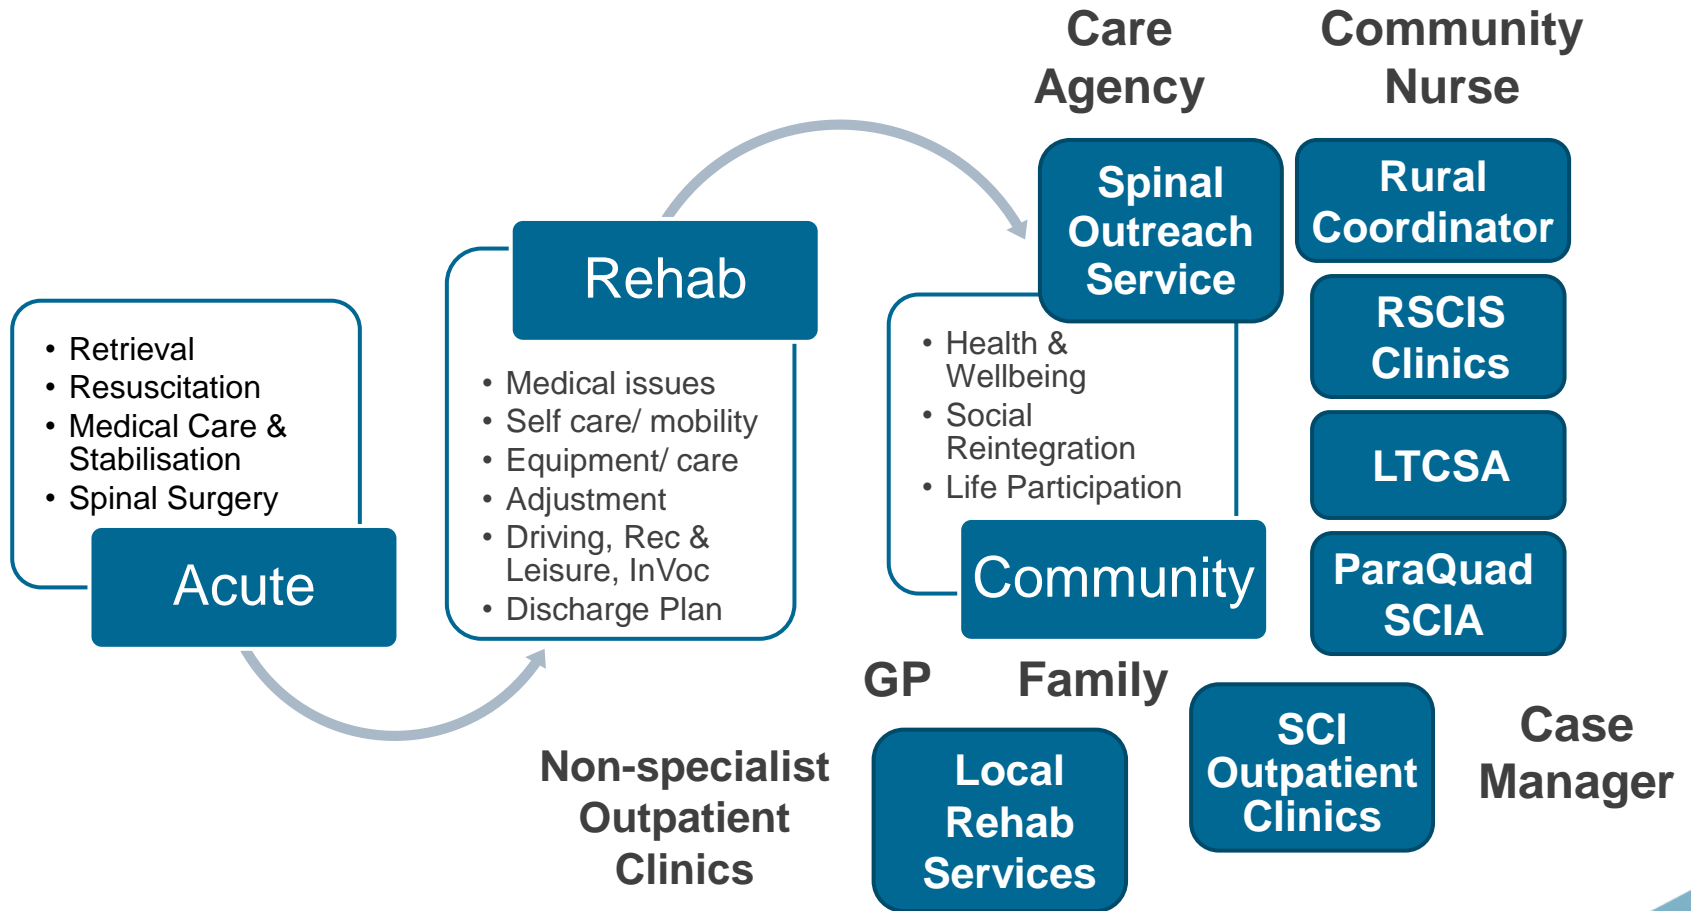 Care
Agency
Community
Nurse
• Retrieval
• Resuscitation
• Medical Care &
Stabilisation
• Spinal Surgery
Acute
Rehab
• Medical issues
• Self care/ mobility
• Equipment/ care
• Adjustment
• Driving, Rec &
Leisure, InVoc
• Discharge Plan
Spinal
Outreach
Service
• Health &
Wellbeing
• Social
Reintegration
• Life Participation
Community
Rural
Coordinator
RSCIS
Clinics
LTCSA
ParaQuad
SCIA
GP
Family
Non-specialist
Outpatient
Clinics
Local
Rehab
Services
SCI
Outpatient
Clinics
Case
Manager